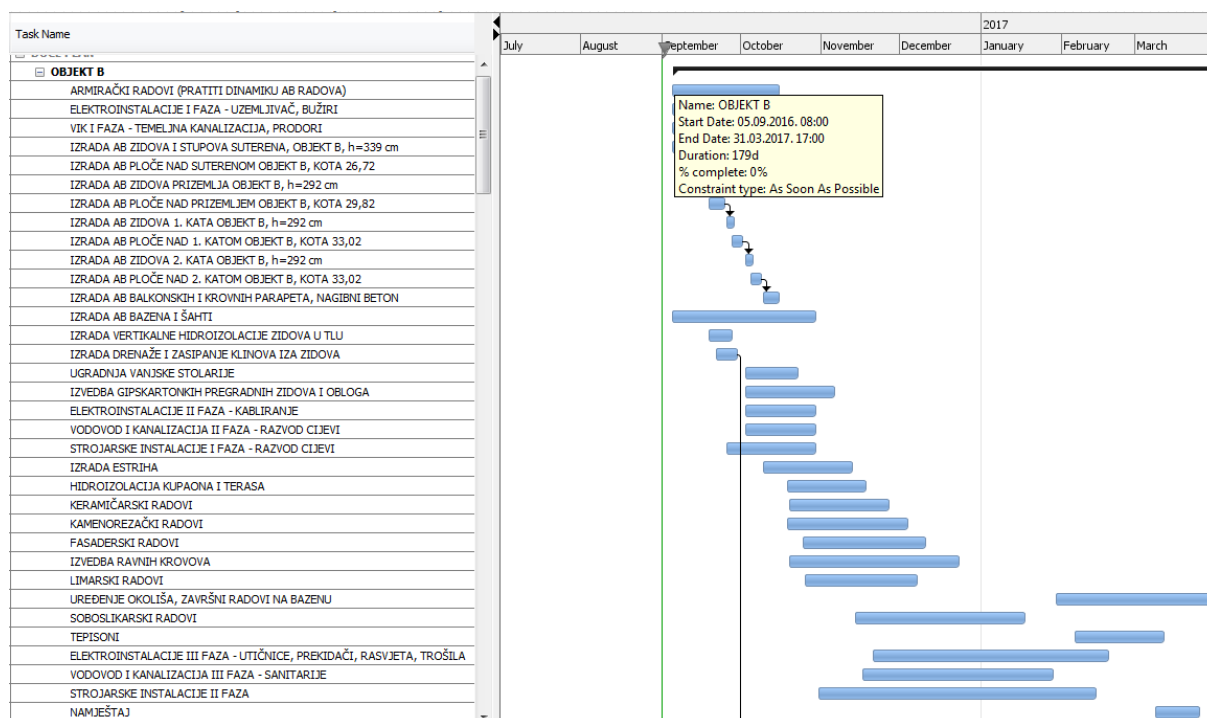 2017
Task Name
July August September October November December January February March
OBJEKT B
ARMIRAČKI RADOVI (PRATITI DINAMIKU AB RADOVA)
ELEKTROINSTALACIJE I FAZA - UZEMLJIVAČ, BUŽIRI
VIK I FAZA - TEMELJNA KANALIZACIJA, PRODORI
IZRADA AB ZIDOVA I STUPOVA SUTERENA, OBJEKT B, h=339 cm
IZRADA AB PLOČE NAD SUTERENOM OBJEKT B, KOTA 26,72
IZRADA AB ZIDOVA PRIZEMLJA OBJEKT B, h=292 cm
IZRADA AB PLOČE NAD PRIZEMLJEM OBJEKT B, KOTA 29,82
IZRADA AB ZIDOVA 1. KATA OBJEKT B, h=292 cm
IZRADA AB PLOČE NAD 1. KATOM OBJEKT B, KOTA 33,02
IZRADA AB ZIDOVA 2. KATA OBJEKT B, h=292 cm
IZRADA AB PLOČE NAD 2. KATOM OBJEKT B, KOTA 33,02
IZRADA AB BALKONSKIH I KROVNIH PARAPETA, NAGIBNI BETON
IZRADA AB BAZENA I ŠAHTI
IZRADA VERTIKALNE HIDROIZOLACIJE ZIDOVA U TLU
IZRADA DRENAŽE I ZASIPANJE KLINOVA IZA ZIDOVA
UGRADNJA VANJSKE STOLARIJE
IZVEDBA GIPSKARTONKIH PREGRADNIH ZIDOVA I OBLOGA
ELEKTROINSTALACIJE II FAZA - KABLIRANJE
VODOVOD I KANALIZACIJA II FAZA - RAZVOD CIJEVI
STROJARSKE INSTALACIJE I FAZA - RAZVOD CIJEVI
IZRADA ESTRIHA
HIDROIZOLACIJA KUPAONA I TERASA
KERAMIČARSKI RADOVI
KAMENOREZAČKI RADOVI
FASADERSKI RADOVI
IZVEDBA RAVNIH KROVOVA
LIMARSKI RADOVI
UREĐENJE OKOLIŠA, ZAVRŠNI RADOVI NA BAZENU
SOBOSLIKARSKI RADOVI
TEPISONI
ELEKTROINSTALACIJE III FAZA - UTIČNICE, PREKIDAČI, RASVJETA, TROŠILA
VODOVOD I KANALIZACIJA III FAZA - SANITARIJE
STROJARSKE INSTALACIJE II FAZA
NAMJEŠTAJ
Name: OBJEKT B
Start Date: 05.09.2016. 08:00
End Date: 31.03.2017. 17:00
Duration: 179d
% complete: 0%
Constraint type: As Soon As Possible